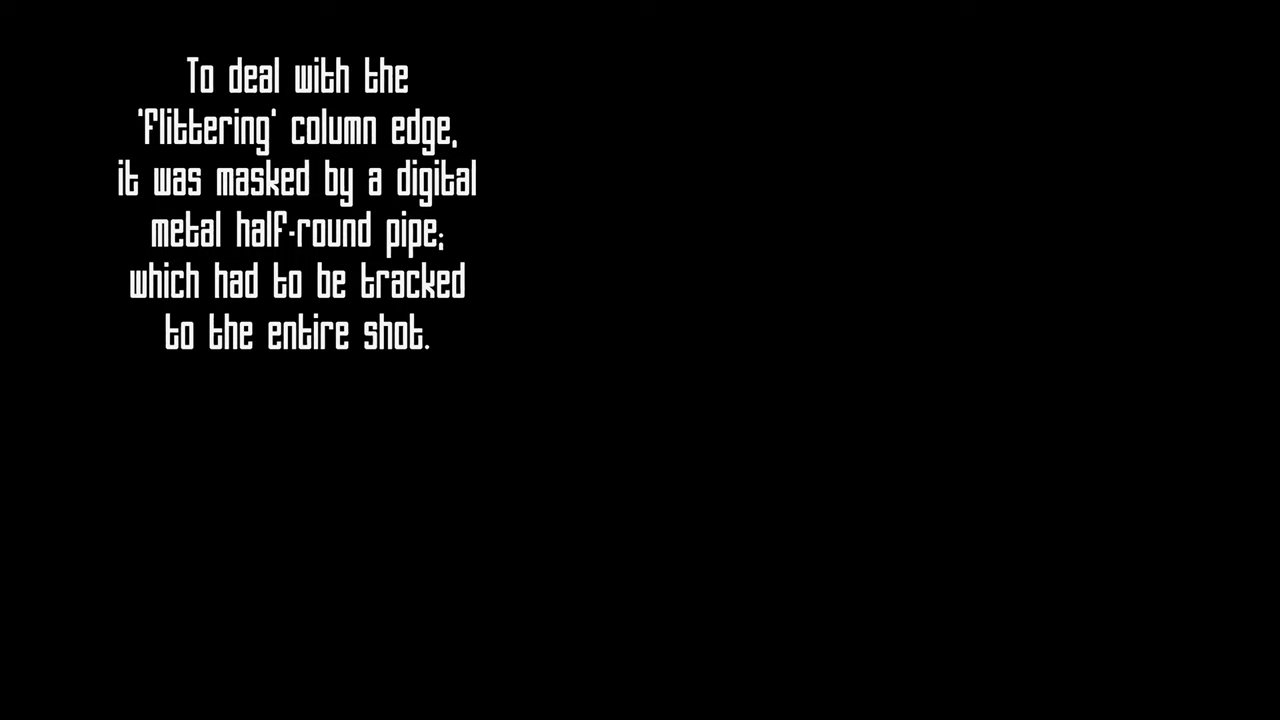 To deal with the
'flittering' column edge,
it was masked by a digital
metal half-round pipe;
which had to be tracked
to the entire shot.